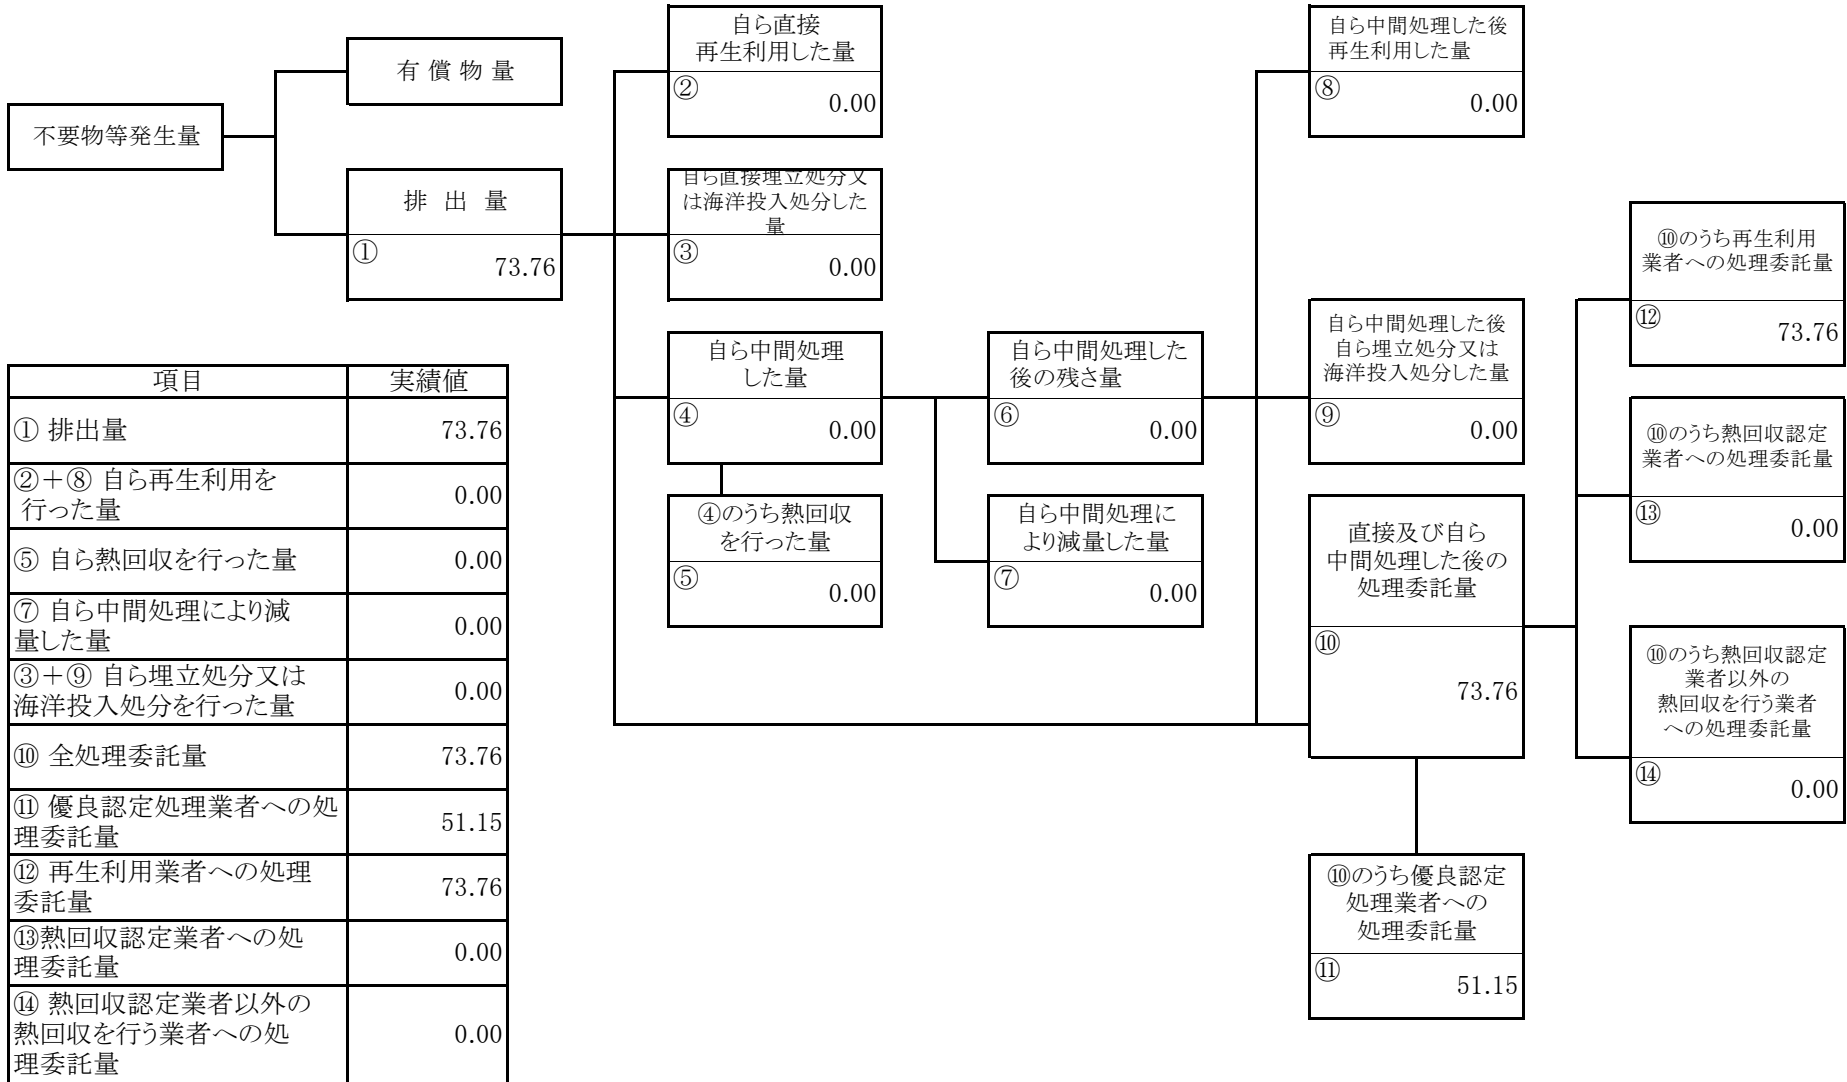 不要物等発生量
有 償 物 量
排 出 量
①
73.76
自ら直接
再生利用した量
②
0.00
自ら直接埋立処分又
は海洋投入処分した
量
③
0.00
自ら中間処理
した量
④
0.00
④のうち熱回収
を行った量
⑤
0.00
自ら中間処理した
後の残さ量
⑥
0.00
自ら中間処理に
より減量した量
⑦
0.00
自ら中間処理した後
再生利用した量
⑧
0.00
自ら中間処理した後
自ら埋立処分又は
海洋投入処分した量
⑨
0.00
直接及び自ら
中間処理した後の
処理委託量
⑩
73.76
⑩のうち優良認定
処理業者への
処理委託量
⑪
51.15
⑩のうち再生利用
業者への処理委託量
⑫
73.76
⑩のうち熱回収認定
業者への処理委託量
⑬
0.00
⑩のうち熱回収認定
業者以外の
熱回収を行う業者
への処理委託量
⑭
0.00
項目 実績値
① 排出量 73.76
②＋⑧ 自ら再生利用を
行った量 0.00
⑤ 自ら熱回収を行った量 0.00
⑦ 自ら中間処理により減
量した量 0.00
③＋⑨ 自ら埋立処分又は
海洋投入処分を行った量 0.00
⑩ 全処理委託量 73.76
⑪ 優良認定処理業者への処
理委託量 51.15
⑫ 再生利用業者への処理
委託量 73.76
⑬熱回収認定業者への処
理委託量 0.00
⑭ 熱回収認定業者以外の
熱回収を行う業者への処
理委託量 0.00